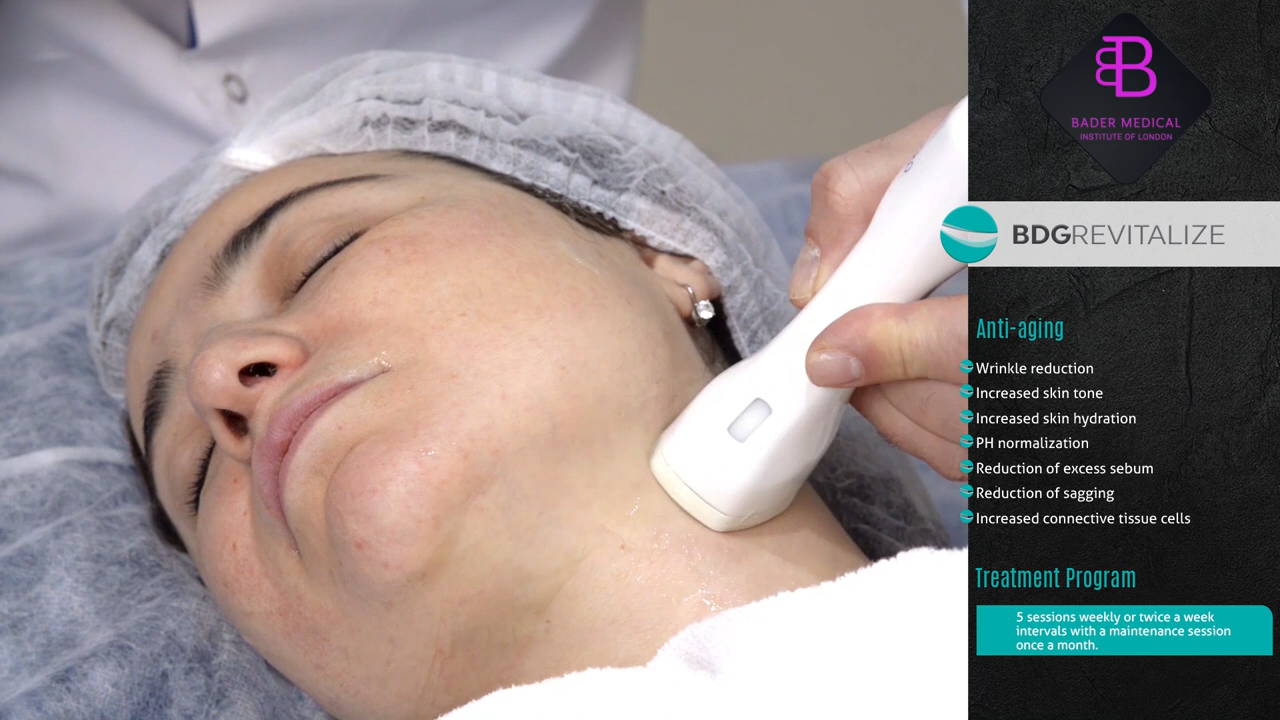 BADER MEDICAL
INSTITUTE OF LONDON
BDGREVITALIZE
Anti-aging
Wrinkle reduction
Increased skin tone
Increased skin hydration
PH normalization
Reduction of excess sebum
Reduction of sagging
Increased connective tissue cells
Treatment Program
5 sessions weekly or twice a week
intervals with a maintenance session
once a month.